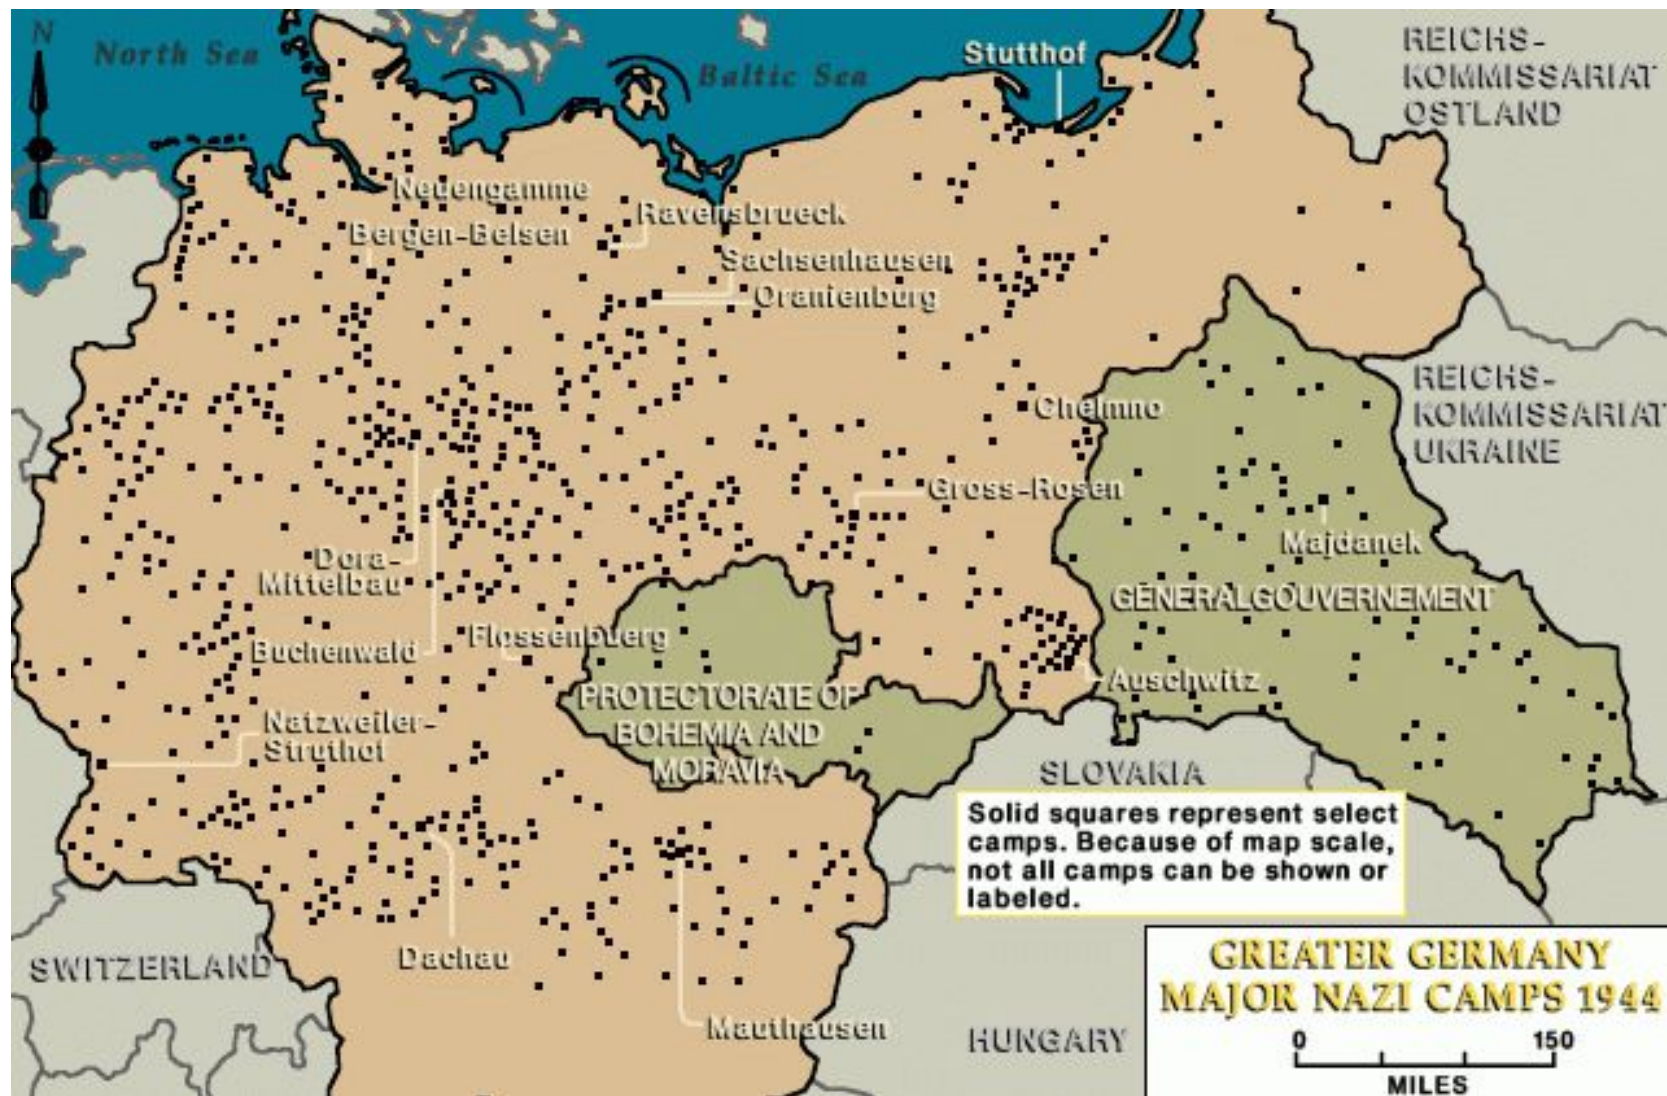 N
North Sea
Baltic Sea
Stutthof
REICHS-
KOMMISSARIAT
OSTLAND
Neuengamme
Bergen-Belsen
Ravensbrueck
Sachsenhausen
Oranienburg
Chelmno
REICHS-
KOMMISSARIAT
UKRAINE
Gross-Rosen
Majdanek
Dora-
Mittelbau
GENERALGOUVERNEMENT
Buchenwald
Flossenbuerg
Auschwitz
PROTECTORATE OF
BOHEMIA AND
MORAVIA
Natzweiler-
Struthof
SLOVAKIA
Solid squares represent select
camps. Because of map scale,
not all camps can be shown or
labeled.
SWITZERLAND
Dachau
Mauthausen
HUNGARY
GREATER GERMANY
MAJOR NAZI CAMPS 1944
0 150
MILES